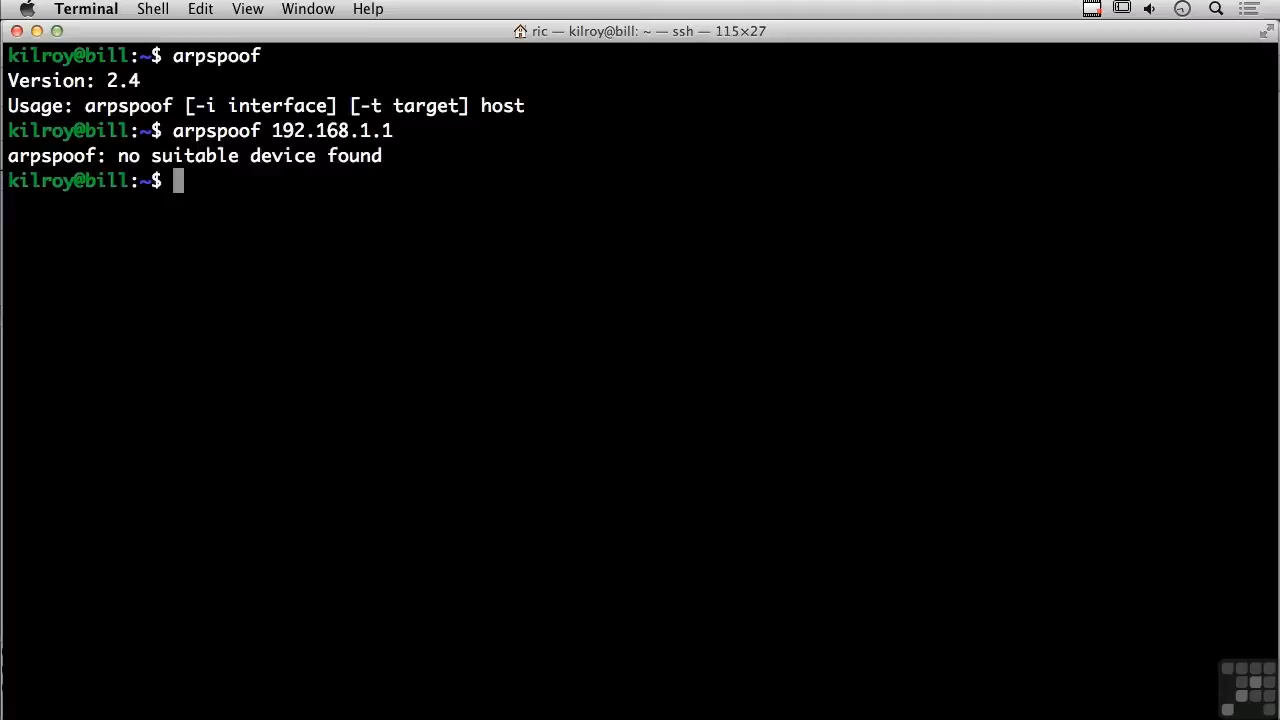 Terminal Shell Edit View Window Help
ric — kilroy@bill: ~ — ssh — 115×27
kilroy@bill:~$ arpspoof
Version: 2.4
Usage: arpspoof [-i interface] [-t target] host
kilroy@bill:~$ arpspoof 192.168.1.1
arpspoof: no suitable device found
kilroy@bill:~$